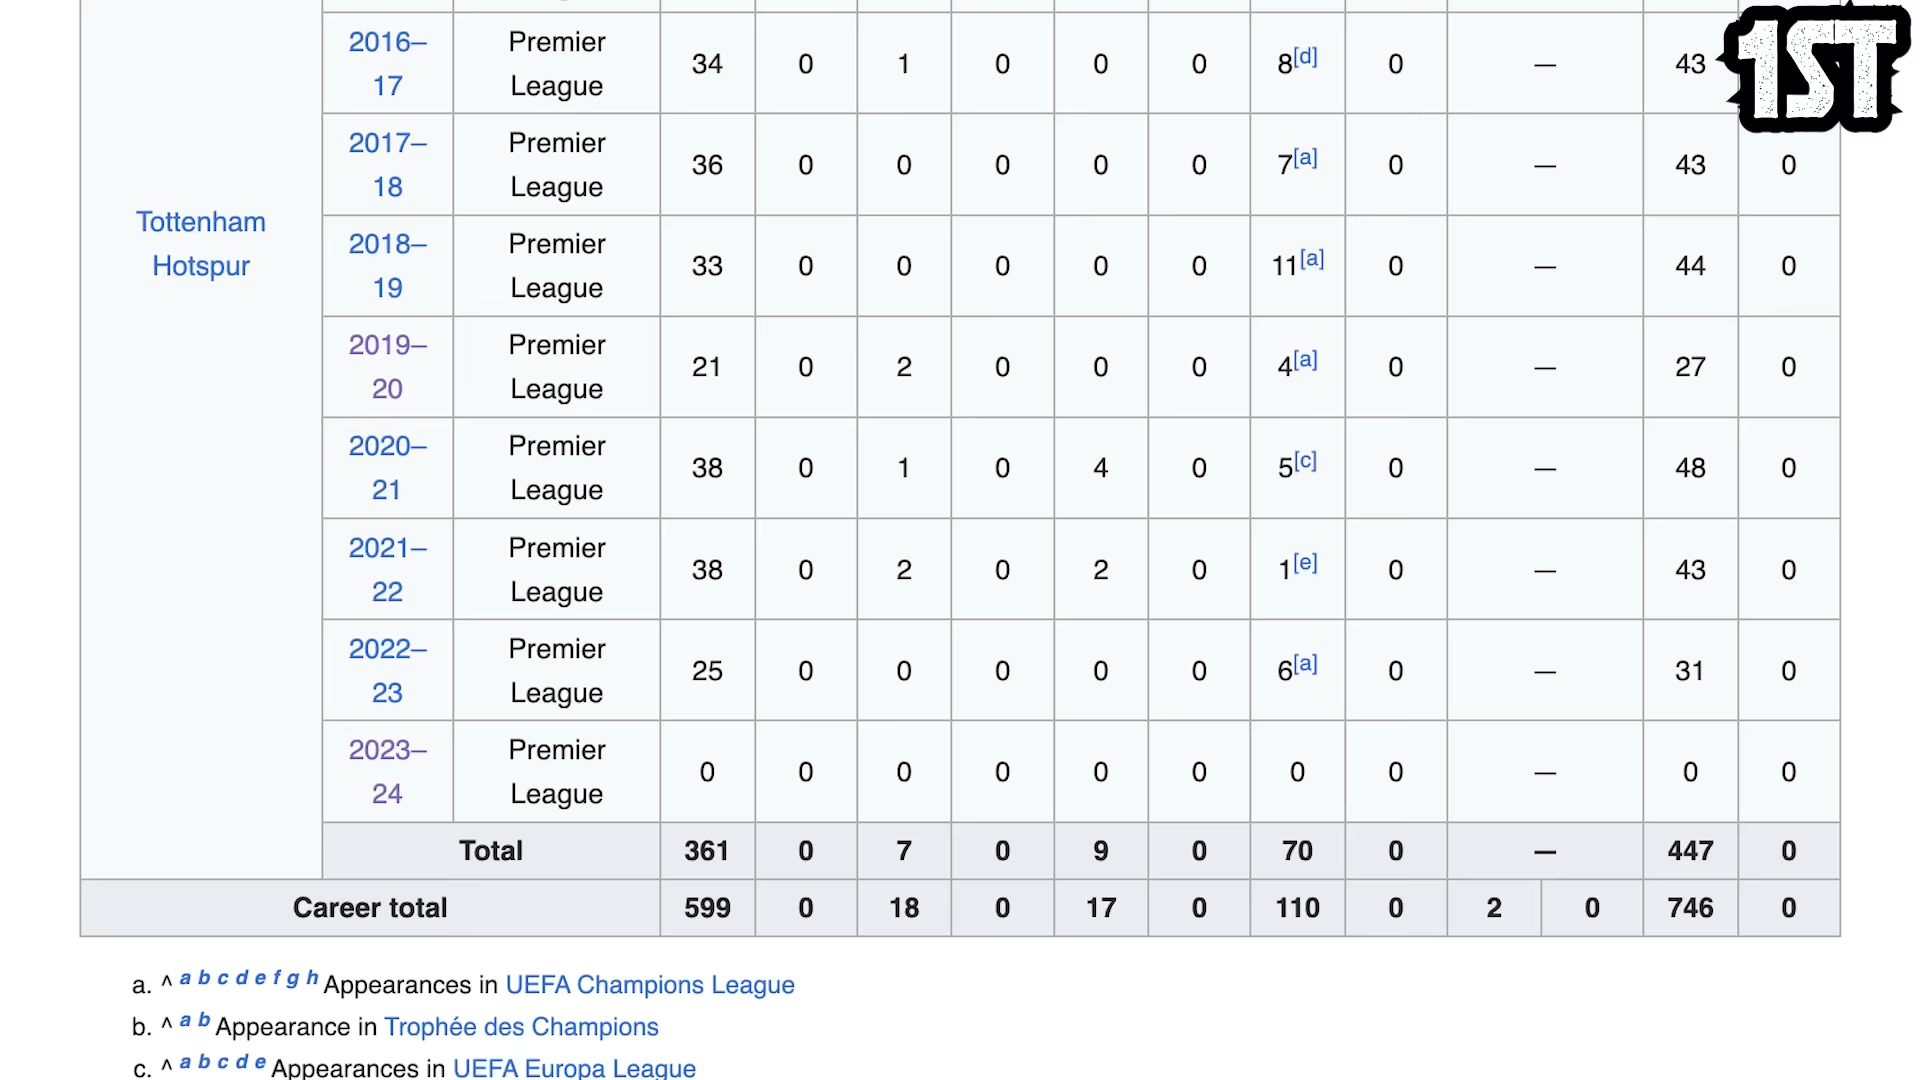 2016– Premier
17 League 34 0 1 0 0 0 8[d] 0 — 43
1ST
2017– Premier
18 League 36 0 0 0 0 0 7[a] 0 — 43 0
Tottenham
Hotspur
2018– Premier
19 League 33 0 0 0 0 0 11[a] 0 — 44 0
2019– Premier
20 League 21 0 2 0 0 0 4[a] 0 — 27 0
2020– Premier
21 League 38 0 1 0 4 0 5[c] 0 — 48 0
2021– Premier
22 League 38 0 2 0 2 0 1[e] 0 — 43 0
2022– Premier
23 League 25 0 0 0 0 0 6[a] 0 — 31 0
2023– Premier
24 League 0 0 0 0 0 0 0 0 — 0 0
Total 361 0 7 0 9 0 70 0 — 447 0
Career total 599 0 18 0 17 0 110 0 2 0 746 0
a. ^ a b c d e f g h Appearances in UEFA Champions League
b. ^ a b Appearance in Trophée des Champions
c. ^ a b c d e Appearances in UEFA Europa League